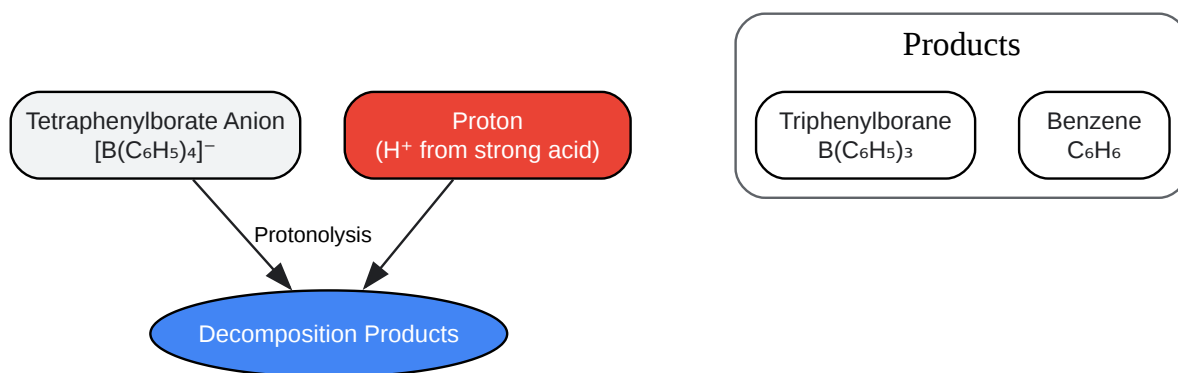 Products
Tetraphenylborate Anion
[B(C₆H₅)₄]⁻
Proton
(H⁺ from strong acid)
Triphenylborane
B(C₆H₅)₃
Benzene
C₆H₆
Protonolysis
Decomposition Products